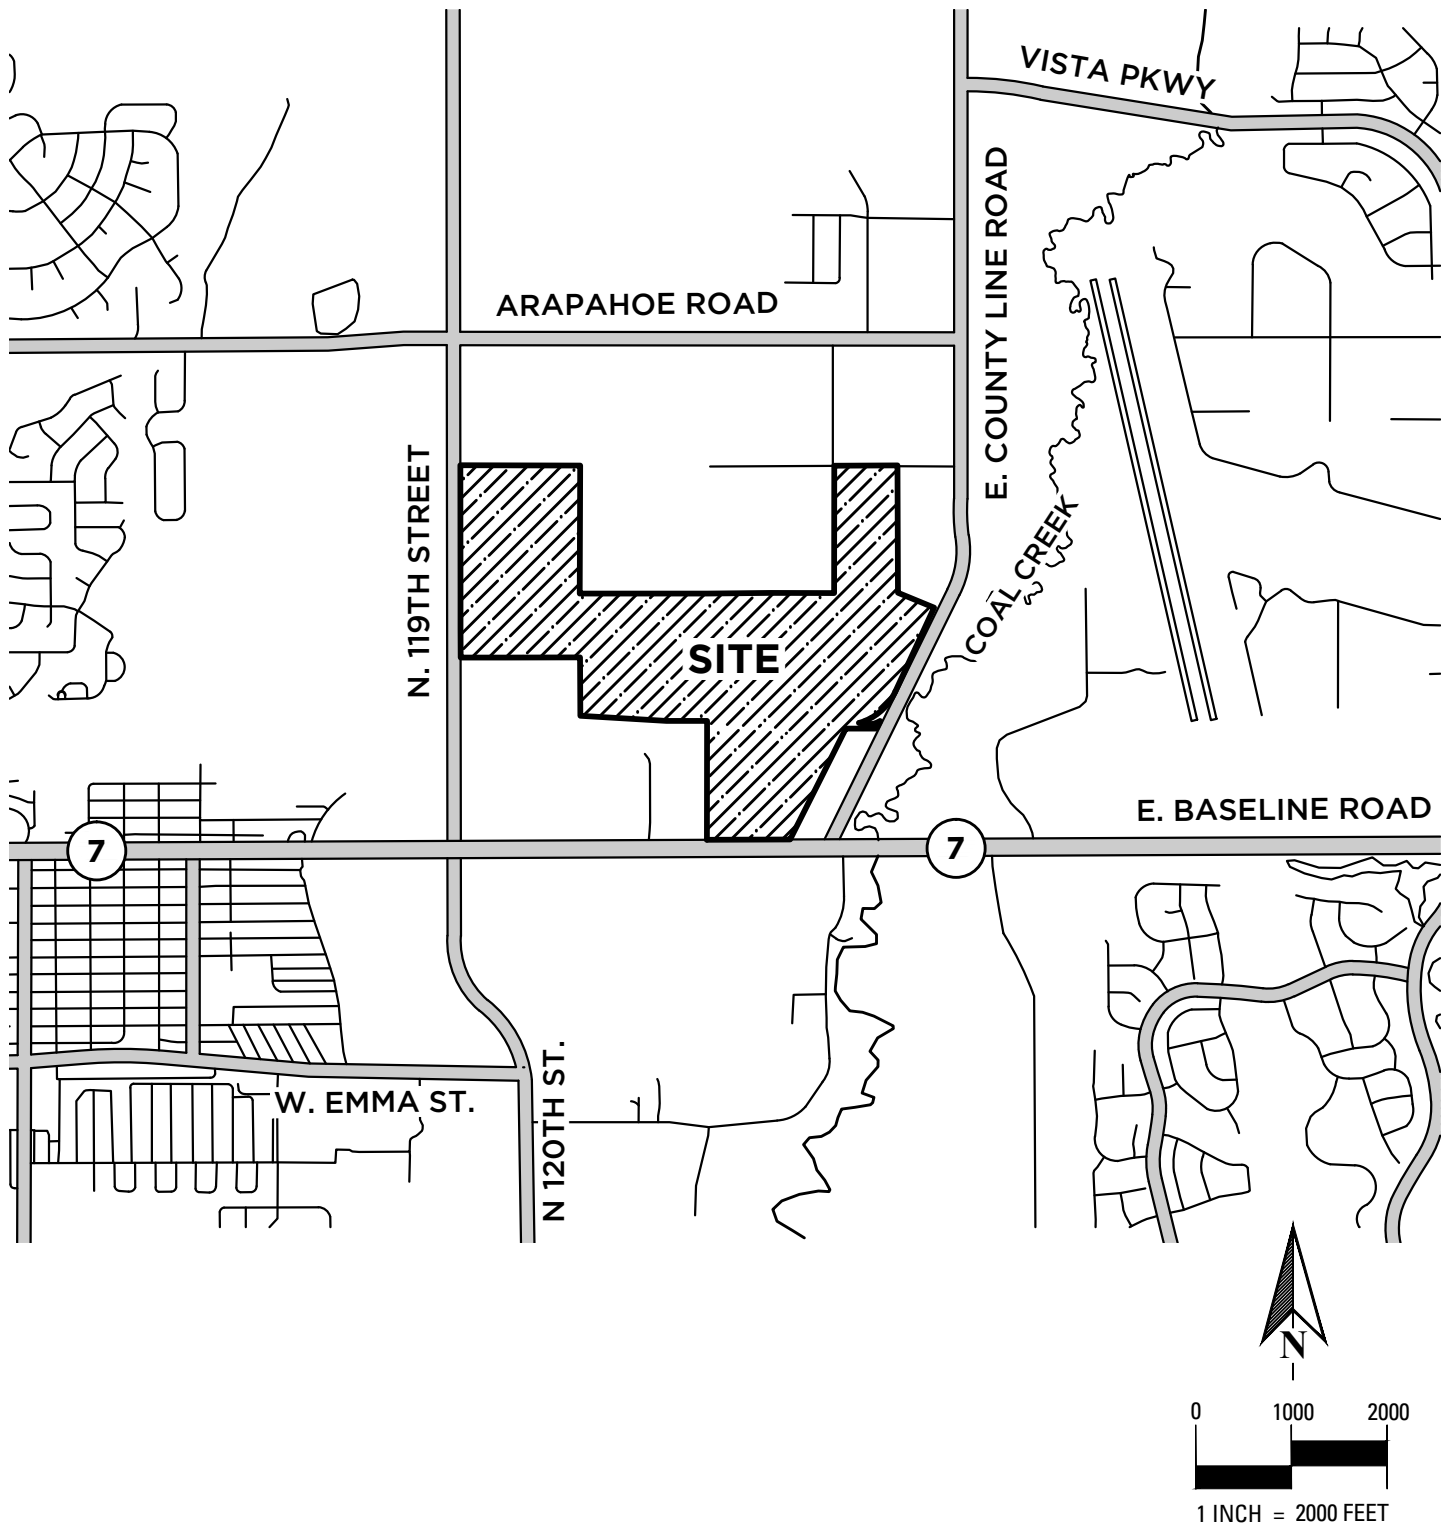 VISTA PKWY
E. COUNTY LINE ROAD
ARAPAHOE ROAD
N. 119TH STREET
COAL CREEK
SITE
E. BASELINE ROAD
7
7
W. EMMA ST.
N 120TH ST.
N
0 1000 2000
1 INCH = 2000 FEET